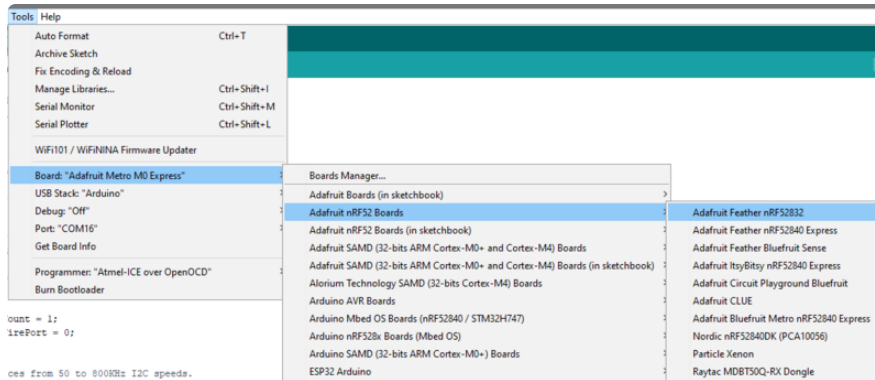 Tools Help
Auto Format Ctrl+T
Archive Sketch
Fix Encoding & Reload
Manage Libraries... Ctrl+Shift+I
Serial Monitor Ctrl+Shift+M
Serial Plotter Ctrl+Shift+L
WiFi101 / WiFiNINA Firmware Updater
Board: "Adafruit Metro M0 Express"
USB Stack: "Arduino"
Debug: "Off"
Port: "COM16"
Get Board Info
Programmer: "Atmel-ICE over OpenOCD"
Burn Bootloader
Boards Manager...
Adafruit Boards (in sketchbook)
Adafruit nRF52 Boards
Adafruit nRF52 Boards (in sketchbook)
Adafruit SAMD (32-bits ARM Cortex-M0+ and Cortex-M4) Boards
Adafruit SAMD (32-bits ARM Cortex-M0+ and Cortex-M4) Boards (in sketchbook)
Alorium Technology SAMD (32-bits Cortex-M4) Boards
Arduino AVR Boards
Arduino Mbed OS Boards (nRF52840 / STM32H747)
Arduino nRF528x Boards (Mbed OS)
Arduino SAMD (32-bits ARM Cortex-M0+) Boards
ESP32 Arduino
Adafruit Feather nRF52832
Adafruit Feather nRF52840 Express
Adafruit Feather Bluefruit Sense
Adafruit ItsyBitsy nRF52840 Express
Adafruit Circuit Playground Bluefruit
Adafruit CLUE
Adafruit Bluefruit Metro nRF52840 Express
Nordic nRF52840DK (PCA10056)
Particle Xenon
Raytac MDBT50Q-RX Dongle
ount = 1;
irePort = 0;
ces from 50 to 800KHz I2C speeds.